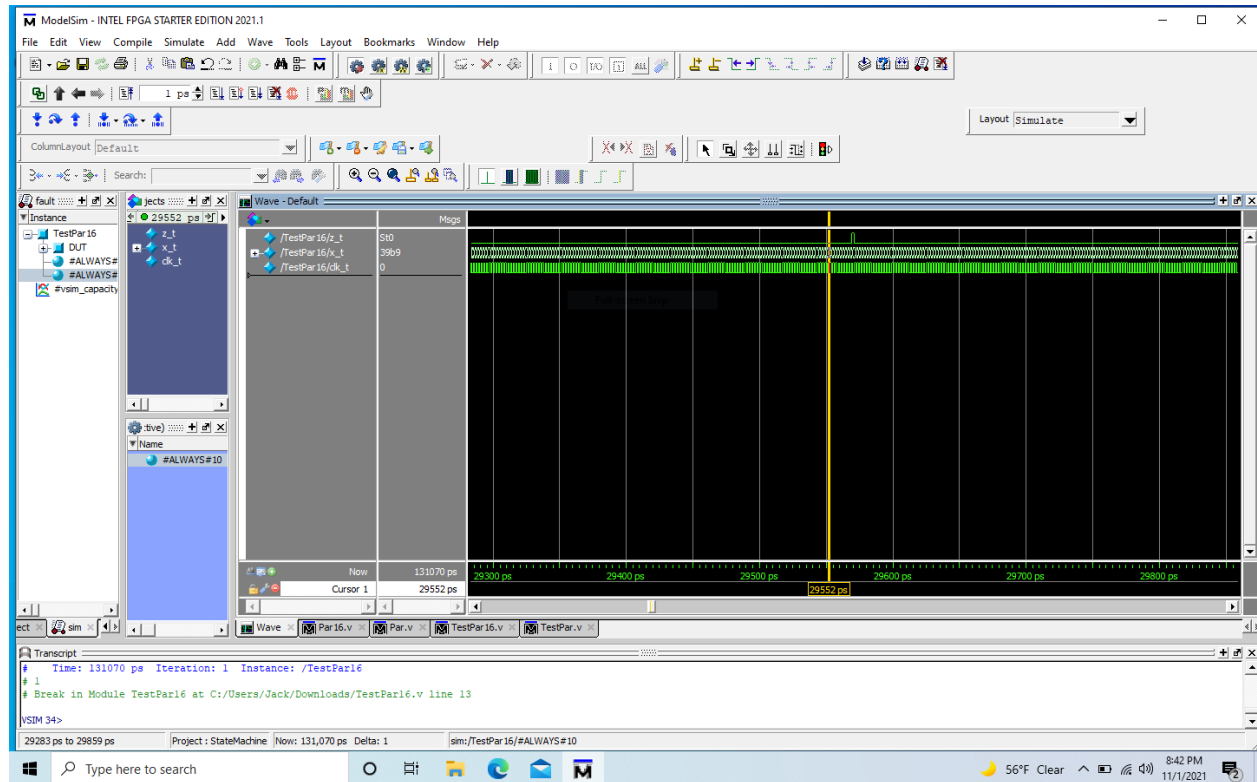 ModelSim - INTEL FPGA STARTER EDITION 2021.1
File Edit View Compile Simulate Add Wave Tools Layout Bookmarks Window Help
1 ps
Layout Simulate
ColumnLayout Default
Search:
fault
jects
Wave - Default
Instance
29552 ps
Msgs
TestPar16
DUT
#ALWAYS#
#ALWAYS#
#vsim_capacity
z_t
x_t
clk_t
/TestPar16/z_t St0
/TestPar16/x_t 39b9
/TestPar16/clk_t 0
:tive)
Name
#ALWAYS#10
Now 131070 ps
Cursor 1 29552 ps
29300 ps 29400 ps 29500 ps 29600 ps 29700 ps 29800 ps
29552 ps
ect sim Wave Par16.v Par.v TestPar16.v TestPar.v
Transcript
# Time: 131070 ps Iteration: 1 Instance: /TestPar16
# 1
# Break in Module TestPar16 at C:/Users/Jack/Downloads/TestPar16.v line 13
VSIM 34>
29283 ps to 29859 ps Project : StateMachine Now: 131,070 ps Delta: 1 sim:/TestPar16/#ALWAYS#10
Type here to search
56°F Clear
8:42 PM
11/1/2021
2